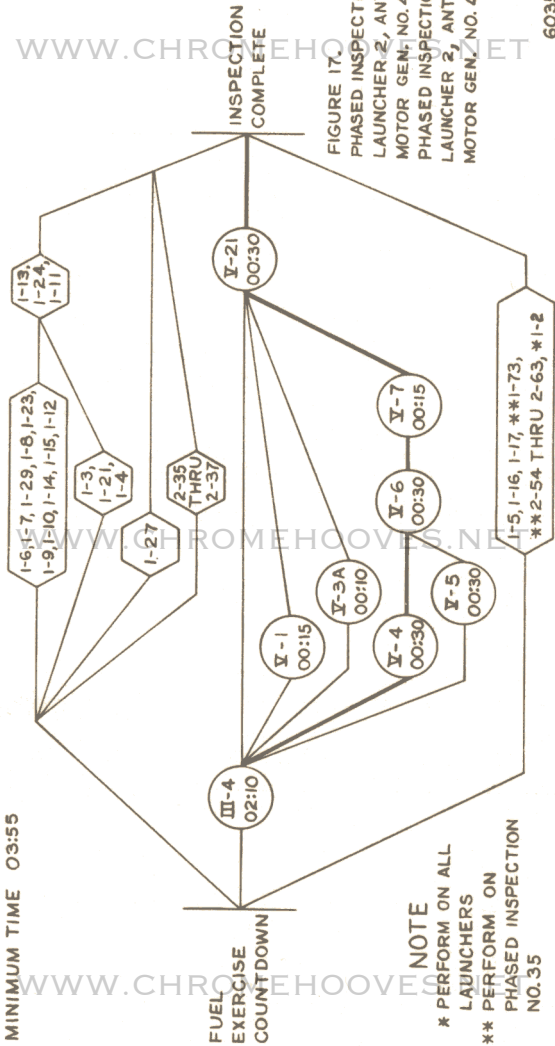 MINIMUM TIME 03:55
FUEL
EXERCISE
COUNTDOWN
III-4
02:10
1-6, 1-7, 1-29, 1-8, 1-23,
1-9, 1-10, 1-14, 1-15, 1-12
1-13,
1-24,
1-11
1-3,
1-21,
1-4
1-27
2-35
THRU
2-37
V-1
00:15
V-3A
00:10
V-4
00:30
V-5
00:30
V-6
00:30
V-7
00:15
V-21
00:30
INSPECTION
COMPLETE
1-5, 1-16, 1-17, **1-73,
**2-54 THRU 2-63, *1-2
NOTE
* PERFORM ON ALL
LAUNCHERS
** PERFORM ON
PHASED INSPECTION
NO.35
FIGURE 17.
PHASED INSPECT
LAUNCHER 2, AN
MOTOR GEN. NO.4
PHASED INSPECTION
LAUNCHER 2, ANT
MOTOR GEN. NO. 4
WWW.CHROMEHOOVES.NET
WWW.CHROMEHOOVES.NET
WWW.CHROMEHOOVES.NET